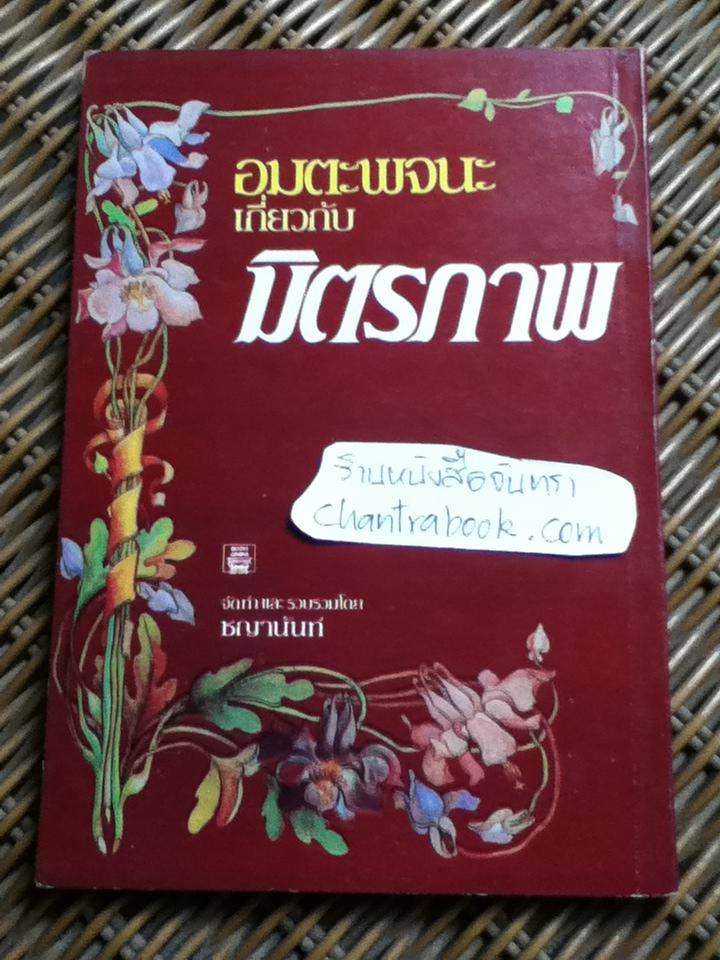 อมตะพจนะ
เกี่ยวกับ
มิตรภาพ
ร้านหนังสือจันทรา
chantrabook.com
จัดทำและรวบรวมโดย
ชญานันท์